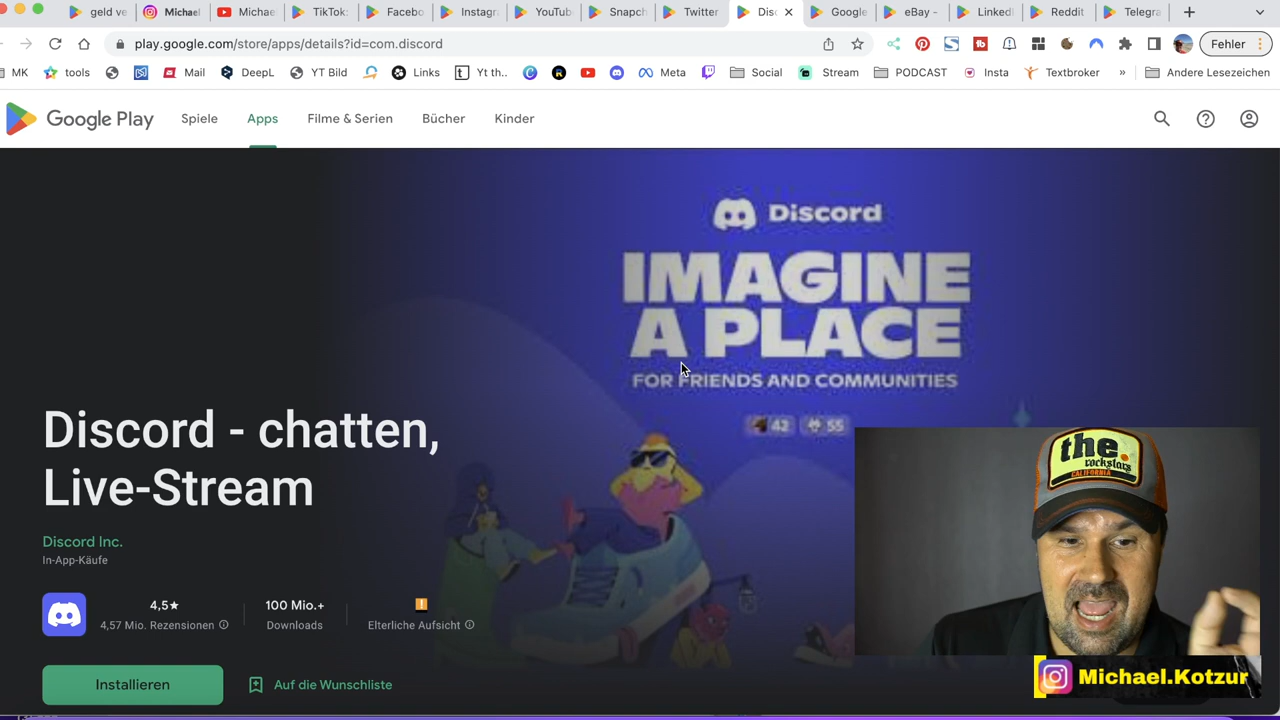 geld ve
Michael
Michae
TikTok:
Facebo
Instagr
YouTub
Snapch
Twitter
Disc
Google
eBay –
LinkedI
Reddit
Telegra
play.google.com/store/apps/details?id=com.discord
Fehler
MK
tools
Mail
DeepL
YT Bild
Links
Yt th..
Meta
Social
Stream
PODCAST
Insta
Textbroker
»
Andere Lesezeichen
Google Play
Spiele
Apps
Filme & Serien
Bücher
Kinder
Discord
IMAGINE
A PLACE
FOR FRIENDS AND COMMUNITIES
42
55
Discord - chatten,
Live-Stream
Discord Inc.
In-App-Käufe
4,5★
4,57 Mio. Rezensionen
100 Mio.+
Downloads
Elterliche Aufsicht
Installieren
Auf die Wunschliste
the.
rockstars
CALIFORNIA
Michael.Kotzur